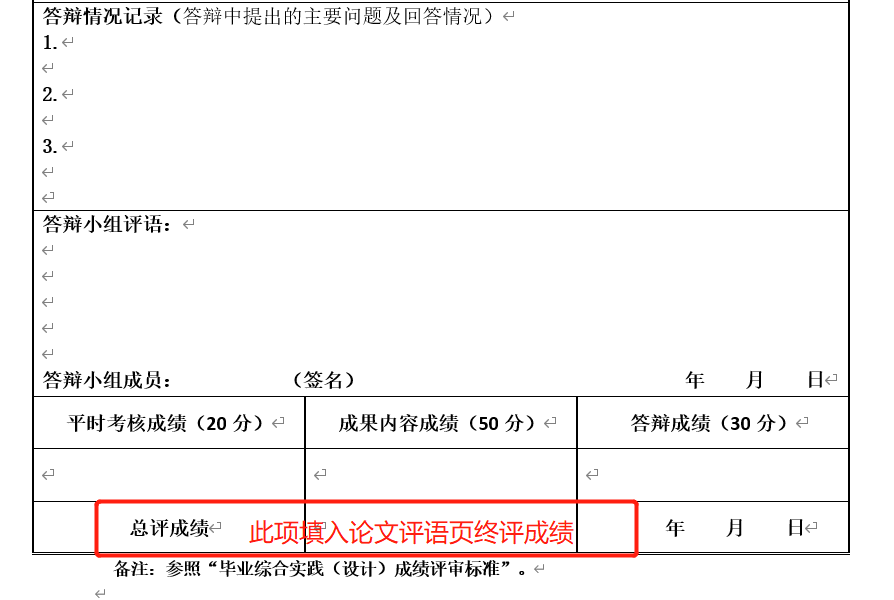 答辩情况记录（答辩中提出的主要问题及回答情况）
1.
2.
3.
答辩小组评语：
答辩小组成员： （签名） 年 月 日
平时考核成绩（20 分） 成果内容成绩（50 分） 答辩成绩（30 分）
总评成绩 此项填入论文评语页终评成绩 年 月 日
备注：参照“毕业综合实践（设计）成绩评审标准”。